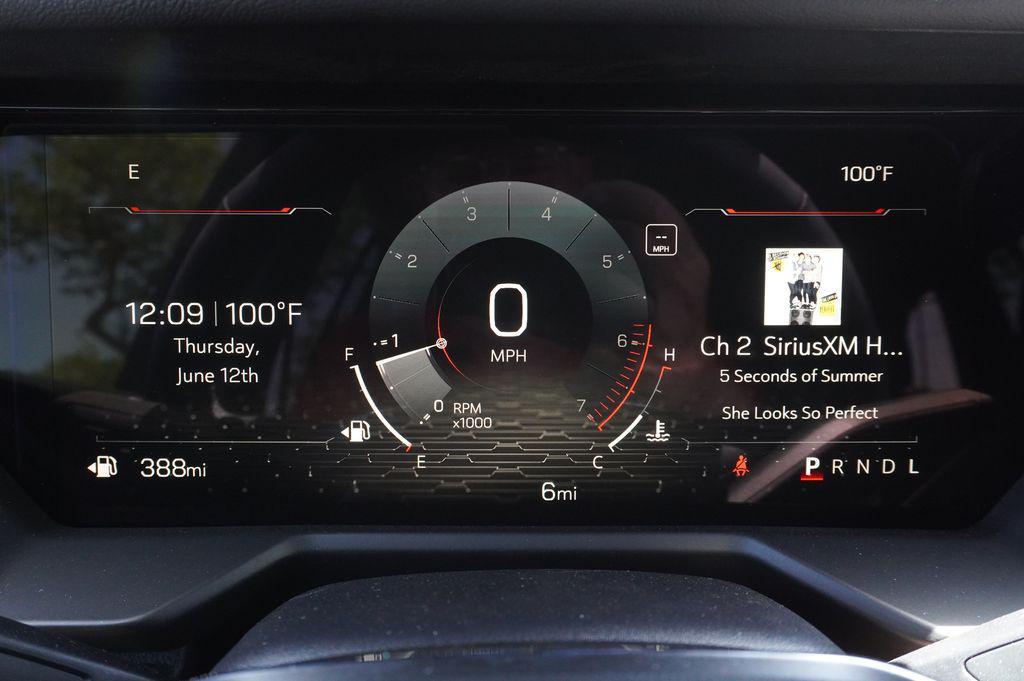 E
100°F
12:09 | 100°F
Thursday,
June 12th
0
MPH
1
2
3
4
5
6
7
0
RPM
x1000
--
MPH
F
E
H
C
Ch 2 SiriusXM H...
5 Seconds of Summer
She Looks So Perfect
388mi
6mi
P R N D L